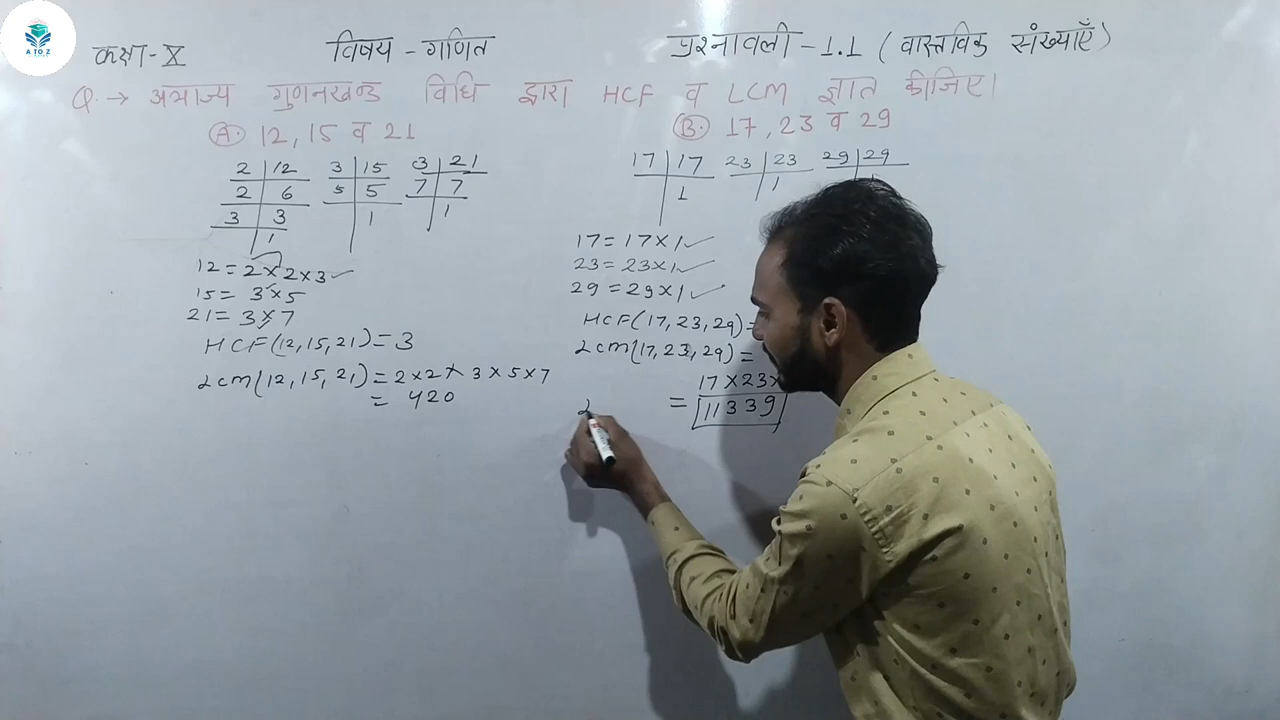 A TO Z
कक्षा-X विषय - गणित प्रश्नावली - 1.1 (वास्तविक संख्याएँ)
Q. → अभाज्य गुणनखण्ड विधि द्वारा HCF व LCM ज्ञात कीजिए।
(A.) 12, 15 व 21
2 | 12
2 | 6
3 | 3
1
3 | 15
5 | 5
1
3 | 21
7 | 7
1
12 = 2×2×3 ✓
15 = 3×5
21 = 3×7
HCF(12, 15, 21) = 3
LCM(12, 15, 21) = 2×2×3×5×7
= 420
(B.) 17, 23 व 29
17 | 17
1
23 | 23
1
29 | 29
17 = 17×1 ✓
23 = 23×1 ✓
29 = 29×1 ✓
HCF(17, 23, 29) =
LCM(17, 23, 29) =
17×23×
= 11339